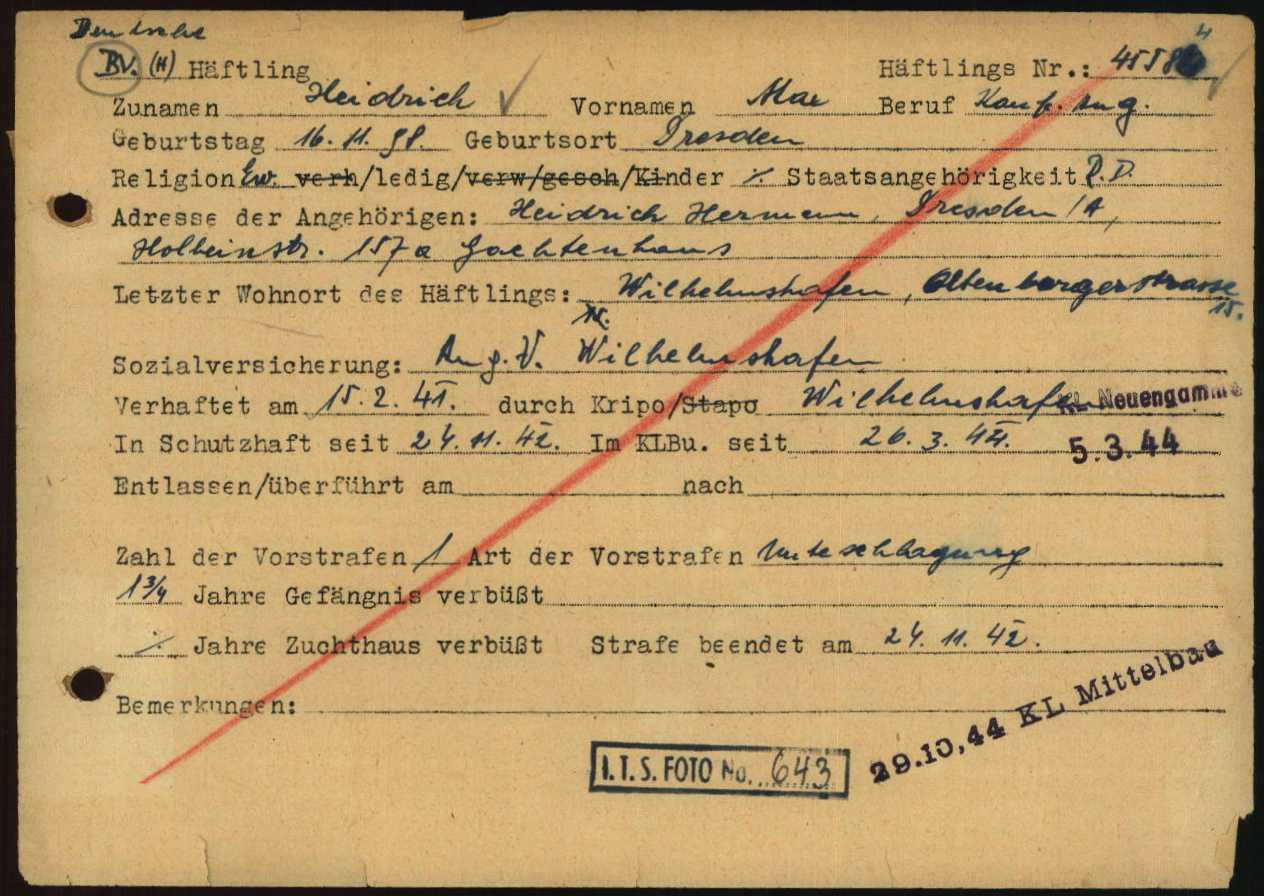 Deutsche
BV. (H) Häftling Häftlings Nr.: 4558
Zunamen Heidrich Vornamen Max Beruf Kaufm. Ang.
Geburtstag 16.11.98. Geburtsort Dresden
Religion Ev. verh/ledig/verw/gesch/Kinder ./. Staatsangehörigkeit R.D.
Adresse der Angehörigen: Heidrich Hermann, Dresden /A,
Holbeinstr. 157a Gartenhaus
Letzter Wohnort des Häftlings: Wilhelmshafen, Oldenburgerstrasse
15.
Sozialversicherung: Ang.V. Wilhelmshafen
Verhaftet am 15.2.41. durch Kripo/Stapo Wilhelmshafen KL Neuengamme
In Schutzhaft seit 24.11.42. Im KLBu. seit 26.3.44. 5.3.44
Entlassen/überführt am nach
Zahl der Vorstrafen 1 Art der Vorstrafen Unterschlagung
1 3/4 Jahre Gefängnis verbüßt
./. Jahre Zuchthaus verbüßt Strafe beendet am 24.11.42.
Bemerkungen:
29.10.44 KL Mittelbau
I.T.S. FOTO No. 643